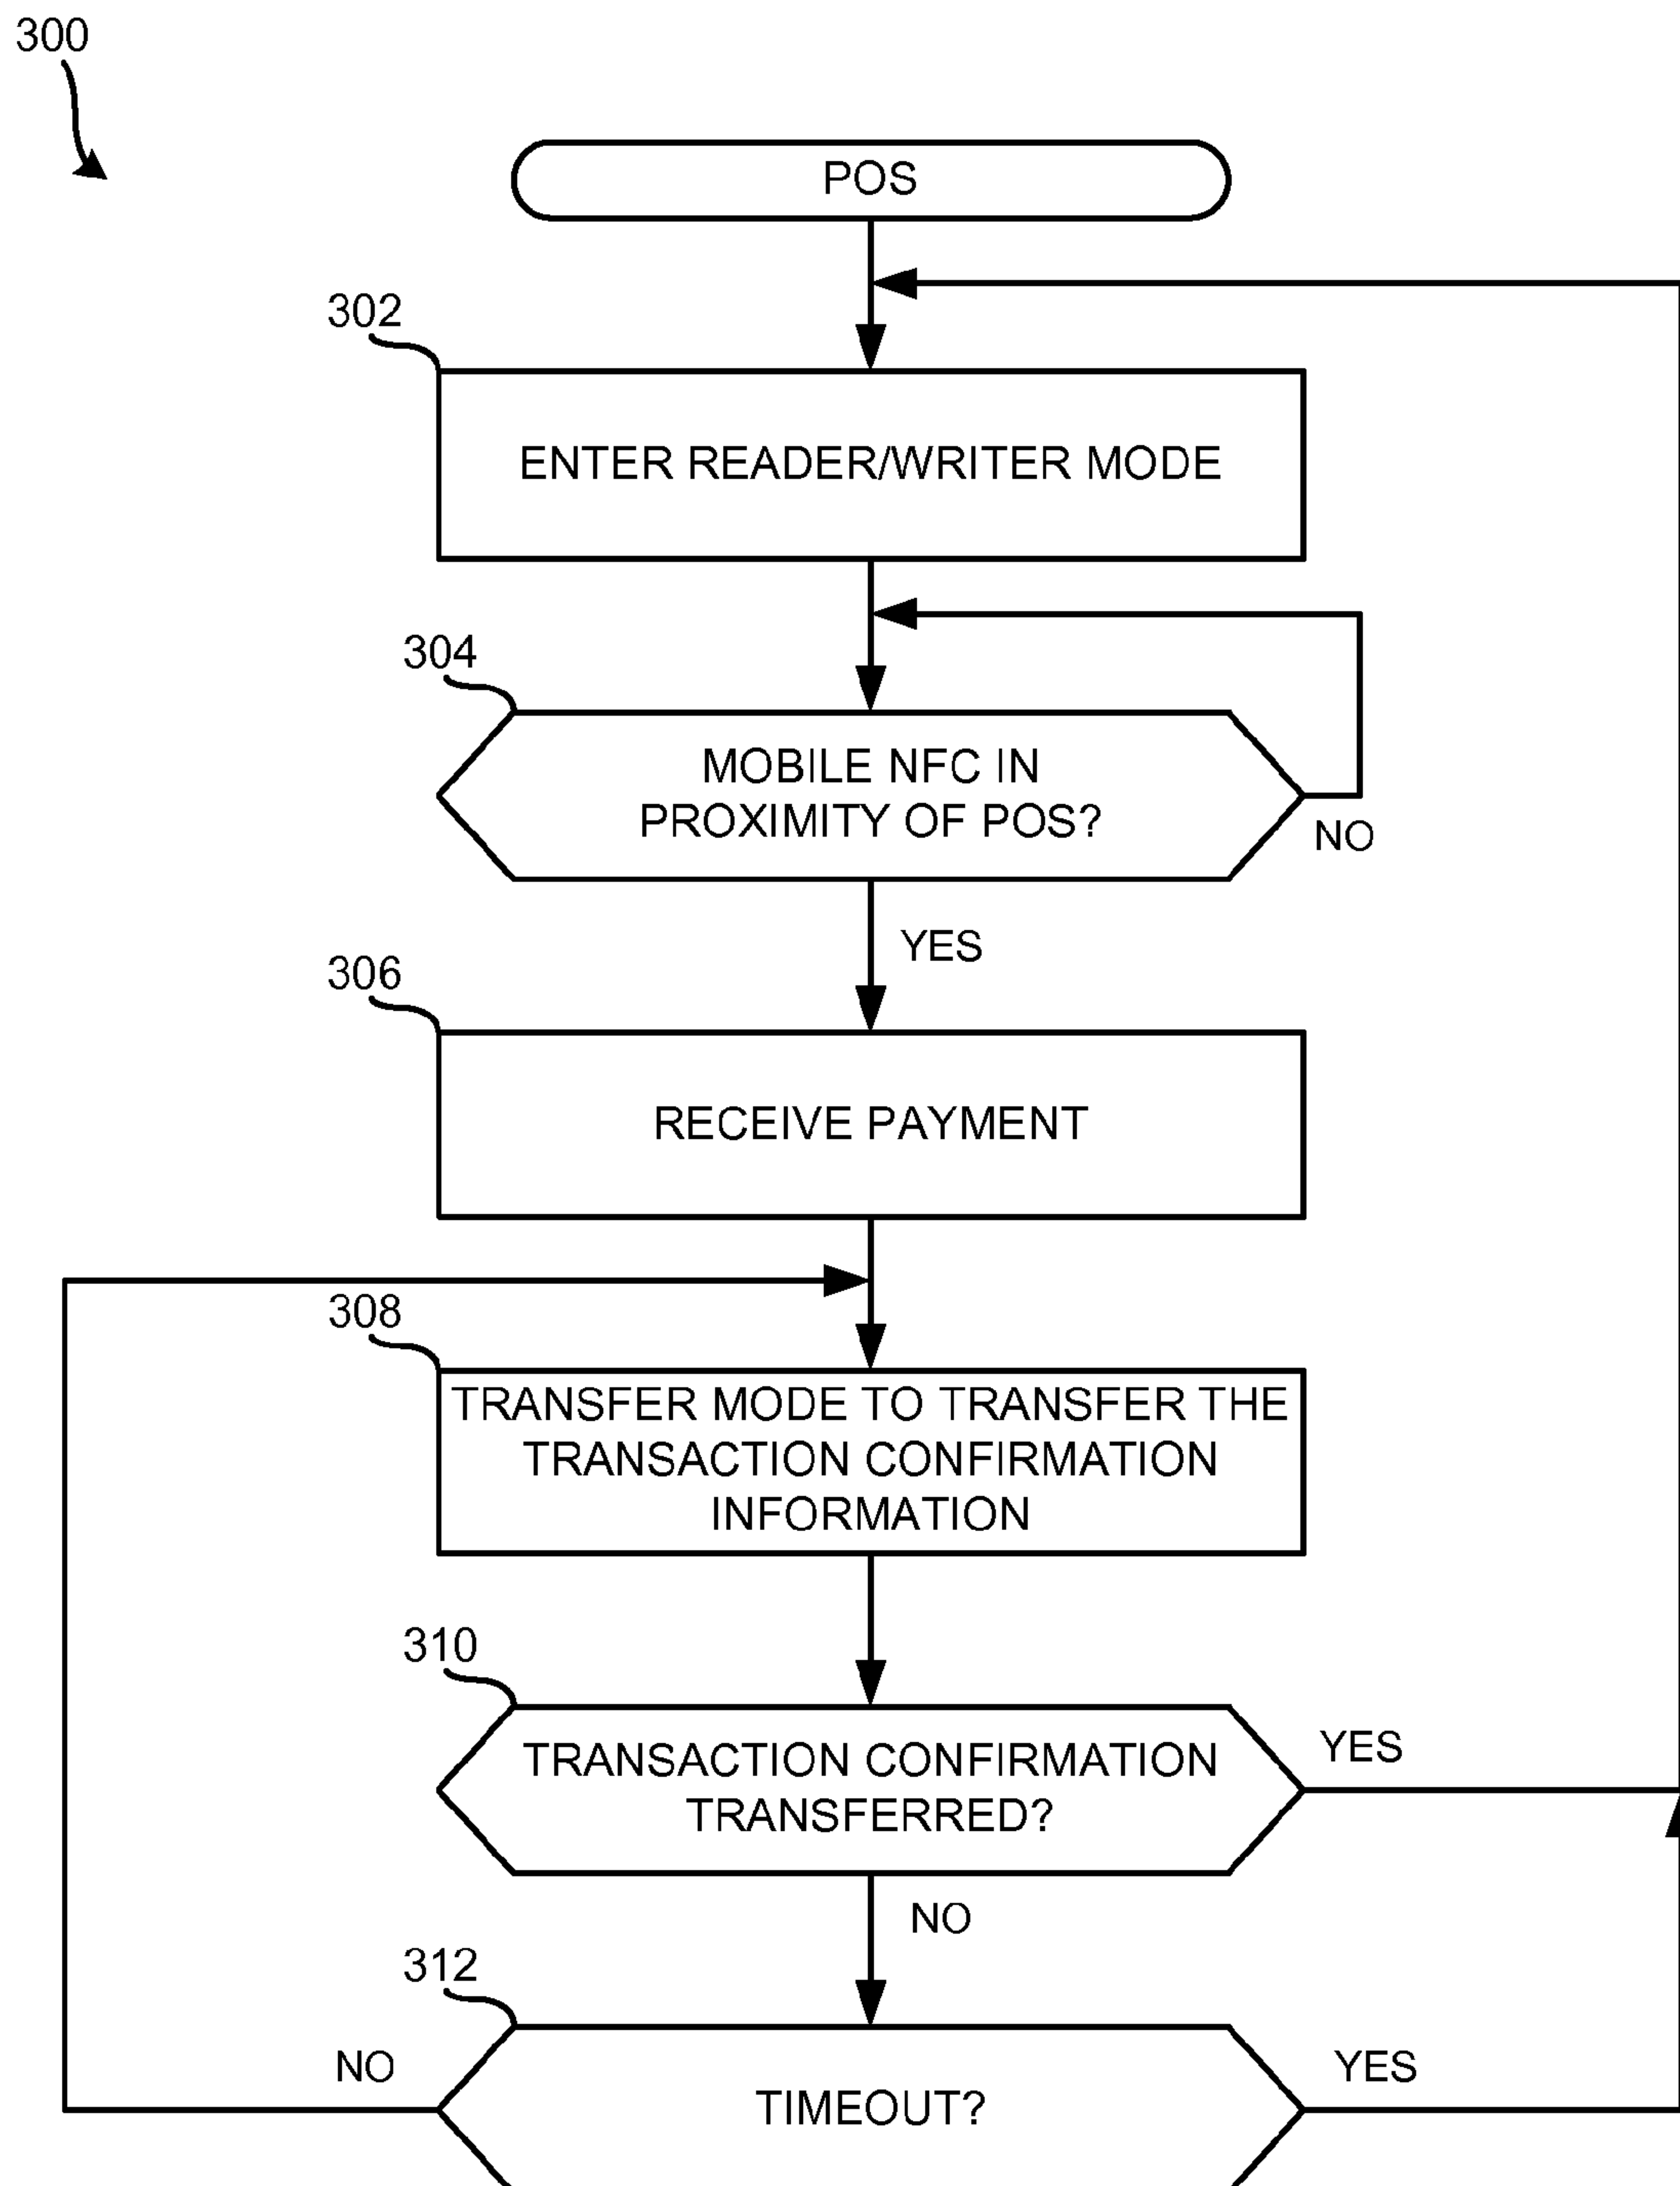 300
POS
302
ENTER READER/WRITER MODE
304
MOBILE NFC IN
PROXIMITY OF POS?
NO
YES
306
RECEIVE PAYMENT
308
TRANSFER MODE TO TRANSFER THE
TRANSACTION CONFIRMATION
INFORMATION
310
TRANSACTION CONFIRMATION
TRANSFERRED?
YES
NO
312
NO
TIMEOUT?
YES